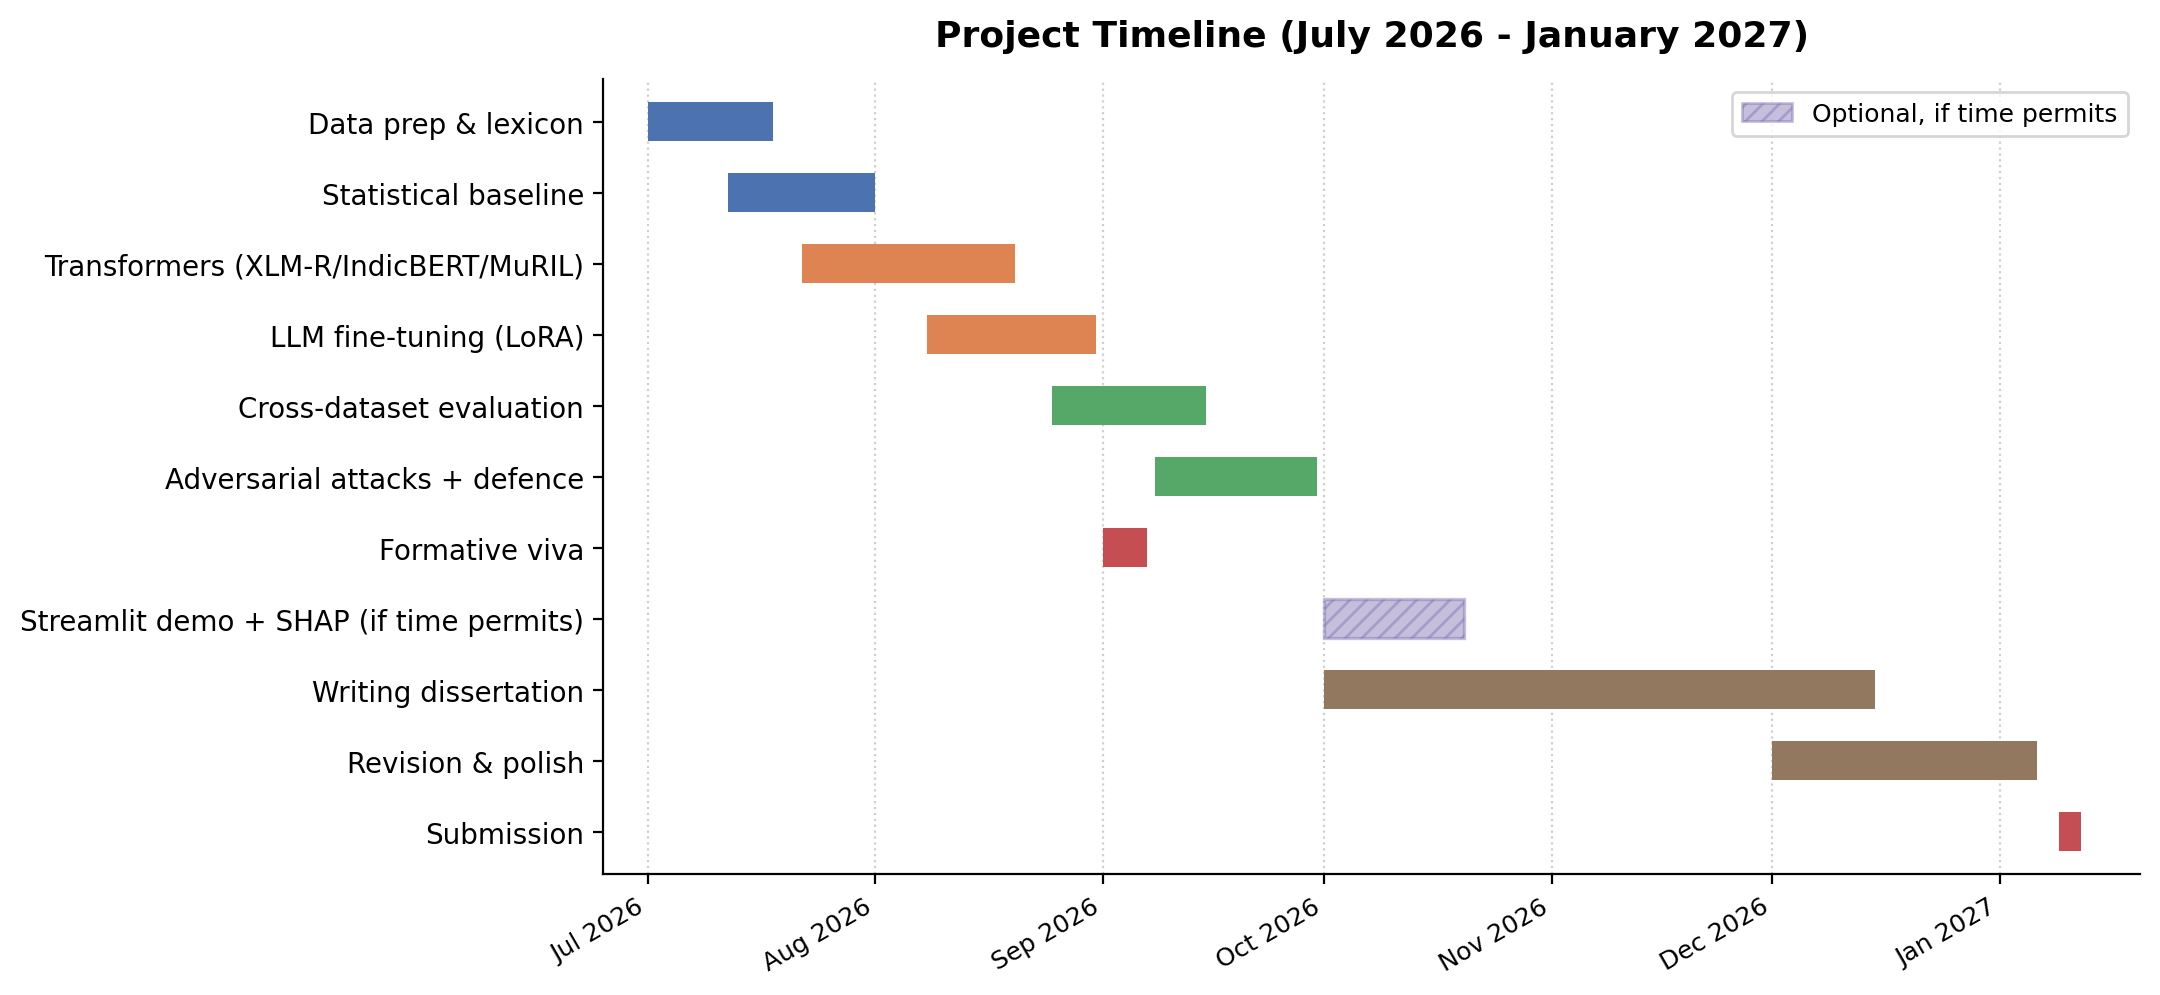 Project Timeline (July 2026 - January 2027)
Optional, if time permits
Data prep & lexicon
Statistical baseline
Transformers (XLM-R/IndicBERT/MuRIL)
LLM fine-tuning (LoRA)
Cross-dataset evaluation
Adversarial attacks + defence
Formative viva
Streamlit demo + SHAP (if time permits)
Writing dissertation
Revision & polish
Submission
Jul 2026
Aug 2026
Sep 2026
Oct 2026
Nov 2026
Dec 2026
Jan 2027